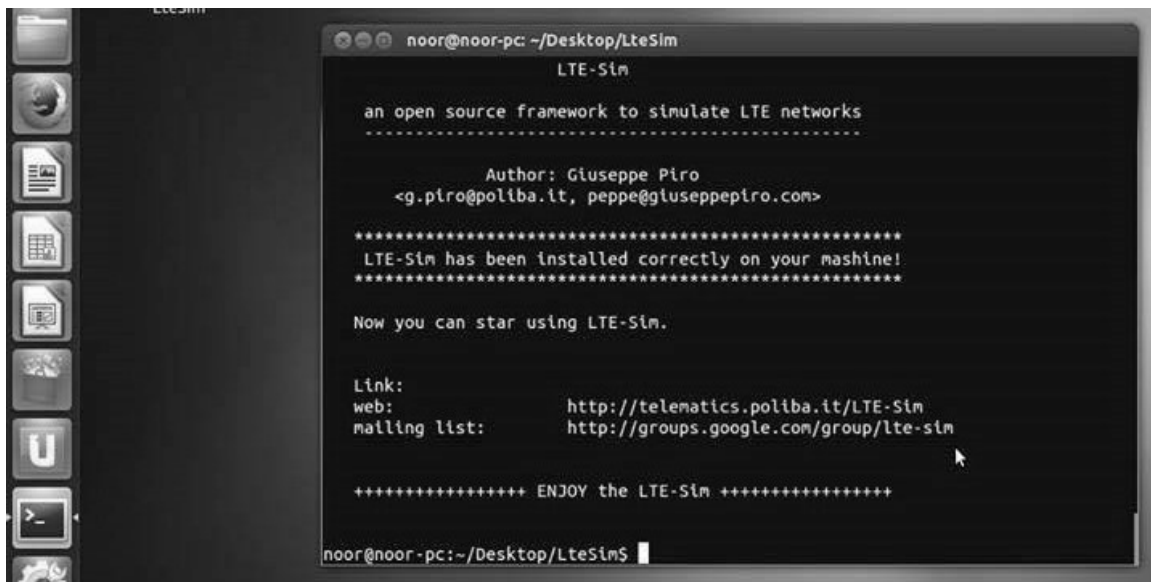 LteSim
noor@noor-pc: ~/Desktop/LteSim
LTE-Sim
an open source framework to simulate LTE networks
-------------------------------------------------
Author: Giuseppe Piro
<g.piro@poliba.it, peppe@giuseppepiro.com>
******************************************************
LTE-Sim has been installed correctly on your mashine!
******************************************************
Now you can star using LTE-Sim.
Link:
web: http://telematics.poliba.it/LTE-Sim
mailing list: http://groups.google.com/group/lte-sim
+++++++++++++++++ ENJOY the LTE-Sim +++++++++++++++++
noor@noor-pc:~/Desktop/LteSim$